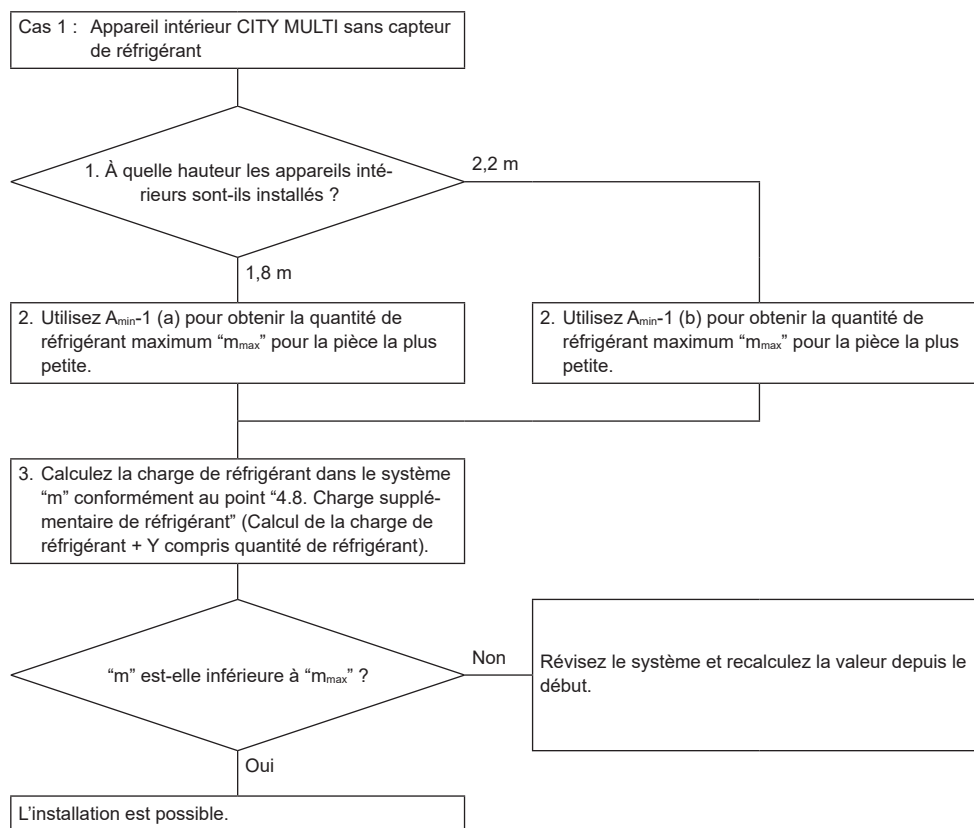 Cas 1 : Appareil intérieur CITY MULTI sans capteur
de réfrigérant
1. À quelle hauteur les appareils inté-
rieurs sont-ils installés ?
2,2 m
1,8 m
2. Utilisez Amin-1 (a) pour obtenir la quantité de
réfrigérant maximum “mmax” pour la pièce la plus
petite.
2. Utilisez Amin-1 (b) pour obtenir la quantité de
réfrigérant maximum “mmax” pour la pièce la plus
petite.
3. Calculez la charge de réfrigérant dans le système
“m” conformément au point “4.8. Charge supplé-
mentaire de réfrigérant” (Calcul de la charge de
réfrigérant + Y compris quantité de réfrigérant).
“m” est-elle inférieure à “mmax” ?
Non
Révisez le système et recalculez la valeur depuis le
début.
Oui
L’installation est possible.